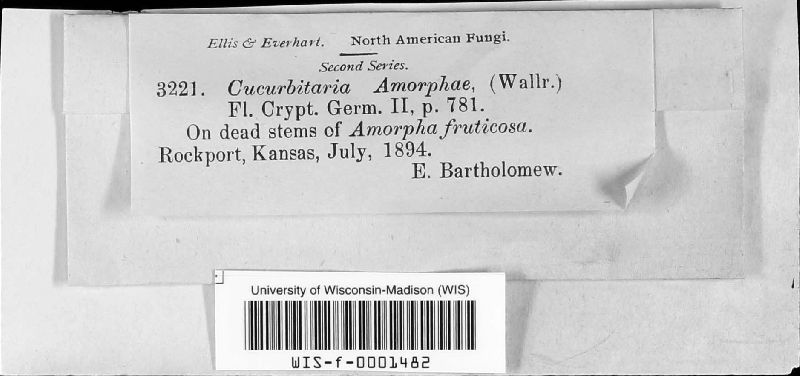 Ellis & Everhart. North American Fungi.
Second Series.
3221. Cucurbitaria Amorphae, (Wallr.)
Fl. Crypt. Germ. II, p. 781.
On dead stems of Amorpha fruticosa.
Rockport, Kansas, July, 1894.
E. Bartholomew.
University of Wisconsin-Madison (WIS)
WIS-f-0001482